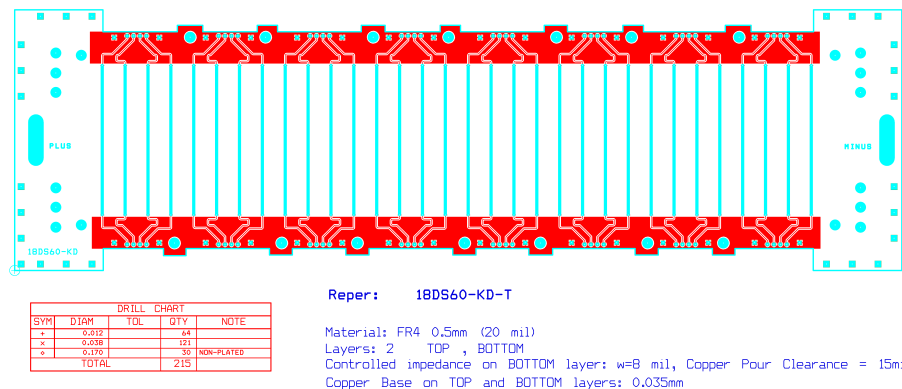 PLUS
MINUS
18DS60-KD
Reper: 18DS60-KD-T
DRILL CHART
SYM DIAM TOL QTY NOTE
+ 0.012 64
x 0.038 121
◇ 0.170 30 NON-PLATED
TOTAL 215
Material: FR4 0.5mm (20 mil)
Layers: 2 TOP , BOTTOM
Controlled impedance on BOTTOM layer: w=8 mil, Copper Pour Clearance = 15mi
Copper Base on TOP and BOTTOM layers: 0.035mm